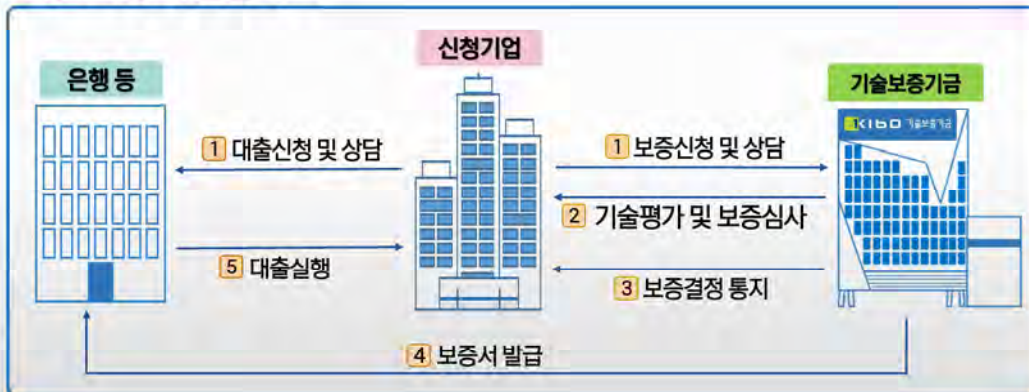 신청기업
은행 등
기술보증기금
KIBO 기술보증기금
1 대출신청 및 상담
1 보증신청 및 상담
2 기술평가 및 보증심사
5 대출실행
3 보증결정 통지
4 보증서 발급